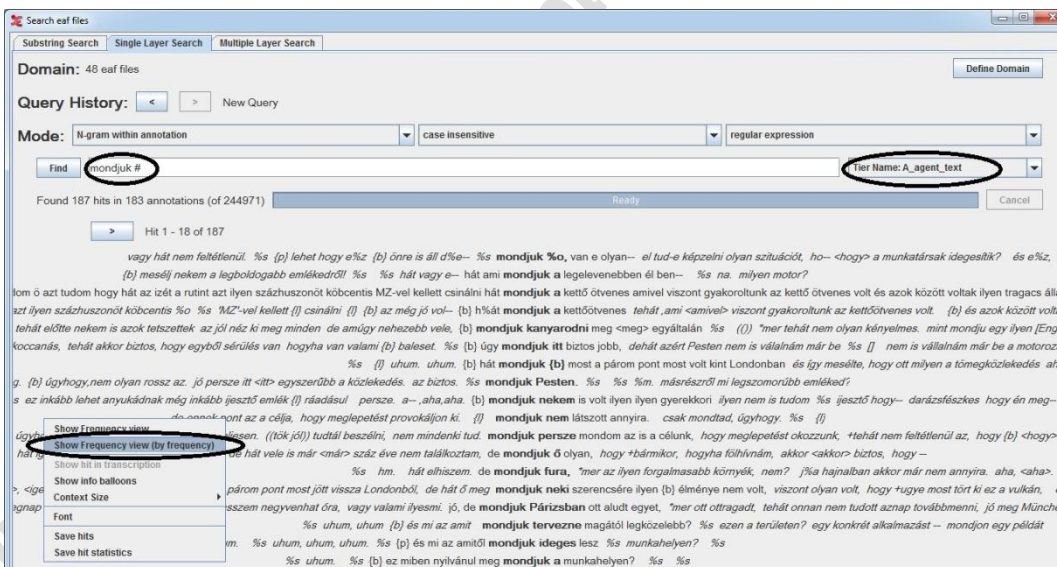 Search eaf files
Substring Search Single Layer Search Multiple Layer Search
Domain: 48 eaf files Define Domain
Query History: < > New Query
Mode: N-gram within annotation case insensitive regular expression
Find mondjuk # Tier Name: A_agent_text
Found 187 hits in 183 annotations (of 244971) Ready Cancel
> Hit 1 - 18 of 187
vagy hát nem feltétlenül. %s {p} lehet hogy e%z {b} önre is áll d%e-- %s mondjuk %o, van e olyan-- el tud-e képzelni olyan szituációt, ho-- <hogy> a munkatársak idegesítik? és e%z,
{b} mesélj nekem a legboldogabb emlékedről! %s %s hát vagy e-- hát ami mondjuk a legelevenebben él ben-- %s na. milyen motor?
lom ö azt tudom hogy hát az izét a rutint azt ilyen százhuszonöt köbcentis MZ-vel kellett csinálni hát mondjuk a kettő ötvenes amivel viszont gyakoroltunk az kettő ötvenes volt és azok között voltak ilyen tragacs
azt ilyen százhuszonöt köbcentis %o %s 'MZ'-vel kellett {l} csinálni {l} {b} az még jó vol-- {b} h%át mondjuk a kettőötvenes tehát ,ami <amivel> viszont gyakoroltunk az kettőötvenes volt. {b} és azok között
tehát előtte nekem is azok tetszettek az jól néz ki meg minden de amúgy nehezebb vele, {b} mondjuk kanyarodni meg <meg> egyáltalán %s (()) "mer tehát nem olyan kényelmes. mint mondju egy ilyen
koccanás, tehát akkor biztos, hogy egyből sérülés van hogyha van valami {b} baleset. %s {b} úgy mondjuk itt biztos jobb, dehát azért Pesten nem is válalnám már be %s [] nem is vállalnám már be a
%s {l} uhum. uhum. {b} hát mondjuk {b} most a párom pont most volt kint Londonban és így mesélte, hogy ott milyen a tömegközlekedés
g. {b} úgyhogy,nem olyan rossz az. jó persze itt <itt> egyszerűbb a közlekedés. az biztos. %s mondjuk Pesten. %s %s %m. másrészről mi legszomorúbb emléked?
s ez inkább lehet anyukádnak még inkább ijesztő emlék {l} ráadásul persze. a-- ,aha,aha. {b} mondjuk nekem is volt ilyen ilyen gyerekkori ilyen nem is tudom %s ijesztő hogy-- darázsfészkes hogy én meg--
Show Frequency view de ennek pont az a célja, hogy meglepetést provokáljon ki. {l} mondjuk nem látszott annyira. csak mondtad, úgyhogy. %s {l}
Show Frequency view (by frequency) ((tök jól)) tudtál beszélni, nem mindenki tud. mondjuk persze mondom az is a célunk, hogy meglepetést okozzunk, +tehát nem feltétlenül az, hogy {b} <hogy>
Show hit in transcription de hát vele is már <már> száz éve nem találkoztam, de mondjuk ő olyan, hogy +bármikor, hogyha fölhívnám, akkor <akkor> biztos, hogy --
Show info balloons %s hm. hát elhiszem. de mondjuk fura, "mer az ilyen forgalmasabb környék, nem? j%a hajnalban akkor már nem annyira. aha, <aha>.
Context Size párom pont most jött vissza Londonból, de hát ő meg mondjuk neki szerencsére ilyen {b} élménye nem volt, viszont olyan volt, hogy +ugye most tört ki ez a vulkán,
negyvenhat óra, vagy valami ilyesmi. jó, de mondjuk Párizsban ott aludt egyet, "mer ott ottragadt, tehát onnan nem tudott aznap továbbmenni, jó meg
Font %s uhum, uhum {b} és mi az amit mondjuk tervezne magától legközelebb? %s ezen a területen? egy konkrét alkalmazást -- mondjon egy példát
Save hits %s uhum, uhum, uhum. %s {p} és mi az amitől mondjuk ideges lesz %s munkahelyen? %s
Save hit statistics
%s uhum. %s {b} ez miben nyilvánul meg mondjuk a munkahelyen? %s %s